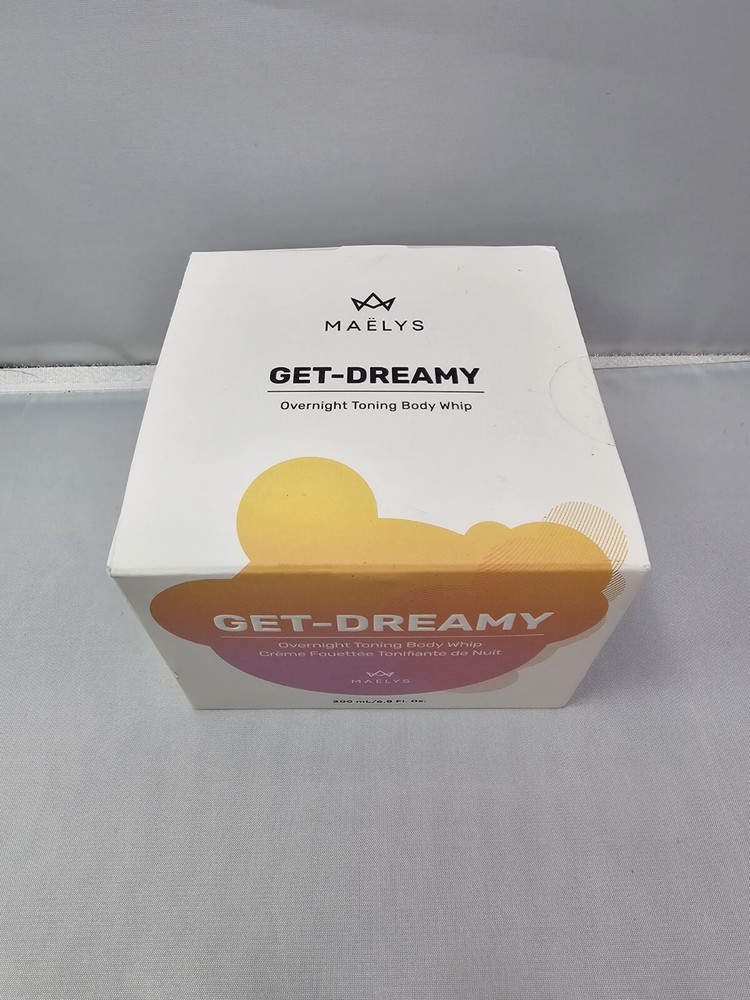 MAËLYS
GET-DREAMY
Overnight Toning Body Whip
GET-DREAMY
Overnight Toning Body Whip
Crème Fouettée Tonifiante de Nuit
MAËLYS
200 mL/6.8 Fl. Oz.